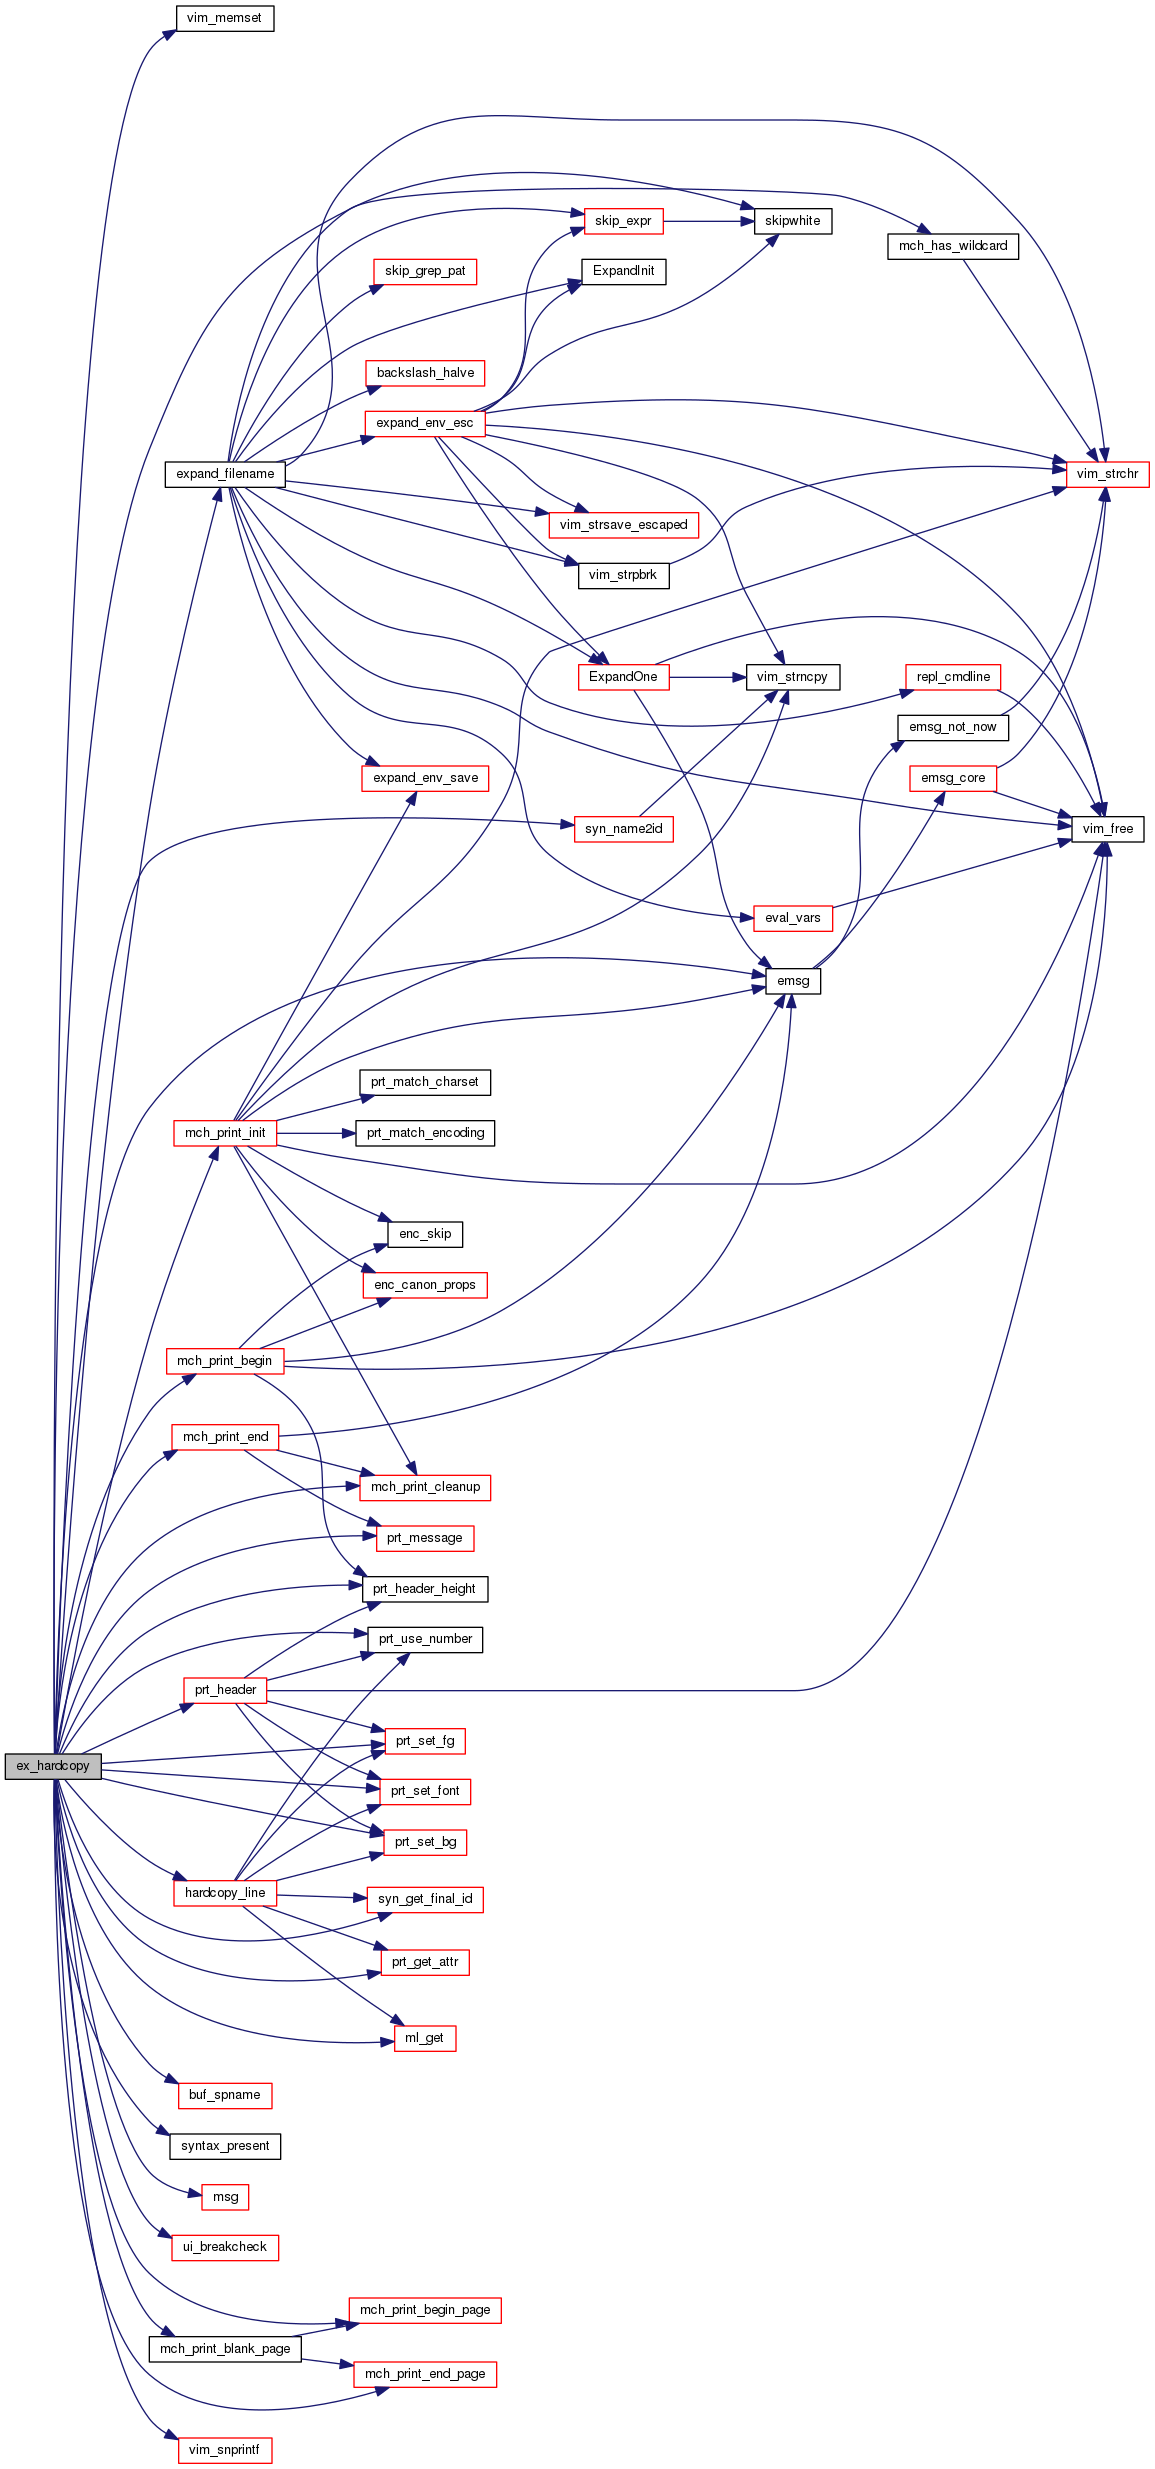 vim_memset
skip_expr
skipwhite
mch_has_wildcard
skip_grep_pat
ExpandInit
backslash_halve
expand_env_esc
expand_filename
vim_strchr
vim_strsave_escaped
vim_strpbrk
ExpandOne
vim_strncpy
repl_cmdline
emsg_not_now
expand_env_save
emsg_core
syn_name2id
vim_free
eval_vars
emsg
prt_match_charset
mch_print_init
prt_match_encoding
enc_skip
enc_canon_props
mch_print_begin
mch_print_end
mch_print_cleanup
prt_message
prt_header_height
prt_use_number
prt_header
prt_set_fg
ex_hardcopy
prt_set_font
prt_set_bg
hardcopy_line
syn_get_final_id
prt_get_attr
ml_get
buf_spname
syntax_present
msg
ui_breakcheck
mch_print_begin_page
mch_print_blank_page
mch_print_end_page
vim_snprintf